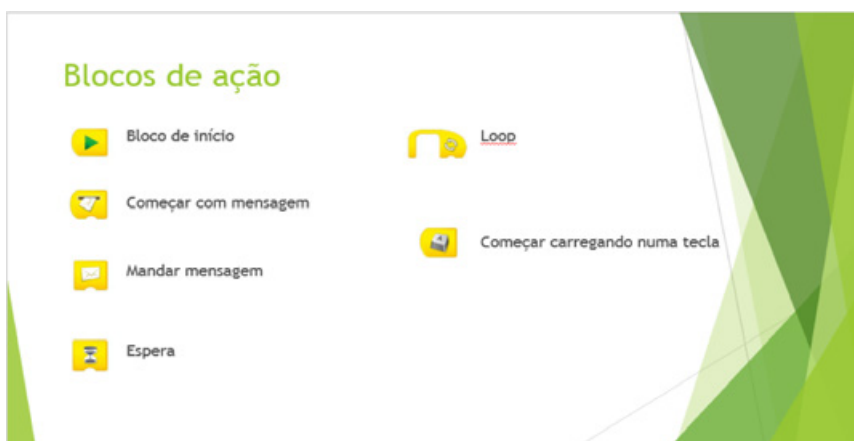 Blocos de ação
Bloco de início
Começar com mensagem
Mandar mensagem
Espera
Loop
Começar carregando numa tecla